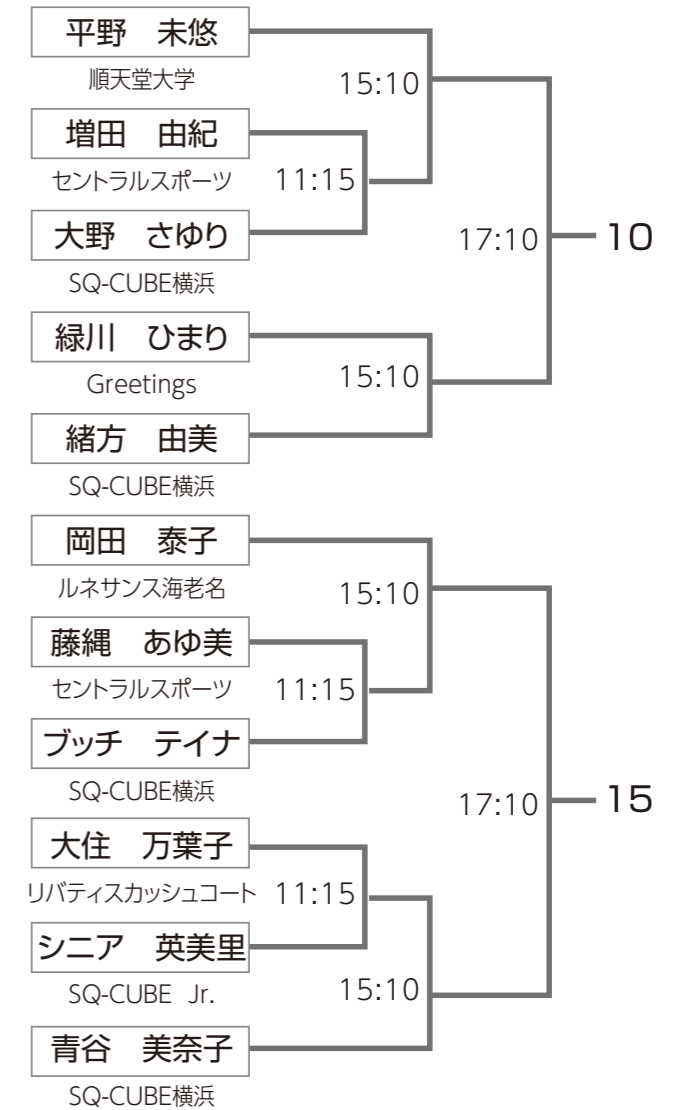 平野　未悠
順天堂大学
15:10
増田　由紀
セントラルスポーツ
11:15
大野　さゆり
SQ-CUBE横浜
17:10
10
緑川　ひまり
Greetings
15:10
緒方　由美
SQ-CUBE横浜
岡田　泰子
ルネサンス海老名
15:10
藤縄　あゆ美
セントラルスポーツ
11:15
ブッチ　テイナ
SQ-CUBE横浜
17:10
15
大住　万葉子
リバティスカッシュコート
11:15
シニア　英美里
SQ-CUBE Jr.
15:10
青谷　美奈子
SQ-CUBE横浜